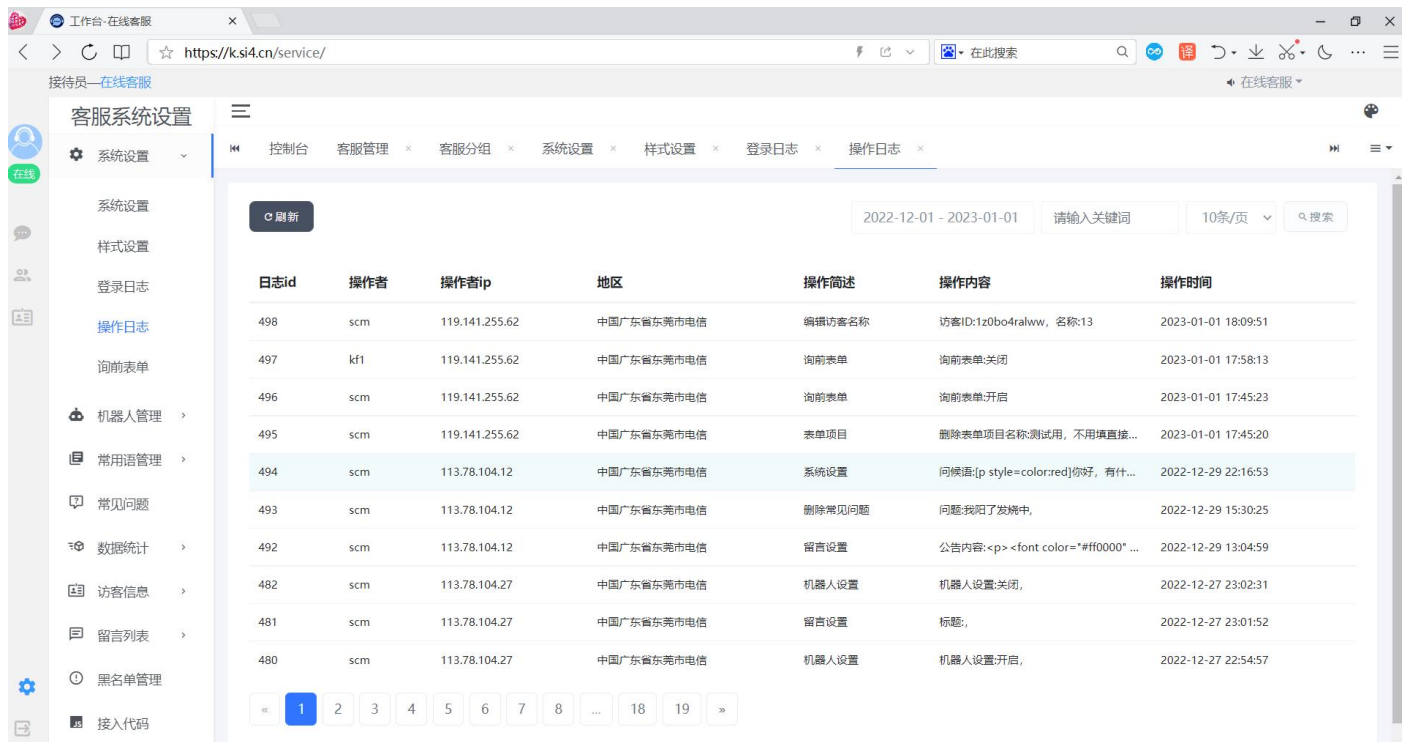 工作台-在线客服
https://k.si4.cn/service/
在此搜索
译
接待员—在线客服
在线客服
客服系统设置
在线
系统设置
控制台 客服管理 客服分组 系统设置 样式设置 登录日志 操作日志
系统设置
样式设置
登录日志
操作日志
询前表单
机器人管理
常用语管理
常见问题
数据统计
访客信息
留言列表
黑名单管理
JS 接入代码
刷新 2022-12-01 - 2023-01-01 请输入关键词 10条/页 搜索
日志id 操作者 操作者ip 地区 操作简述 操作内容 操作时间
498 scm 119.141.255.62 中国广东省东莞市电信 编辑访客名称 访客ID:1z0bo4ralww，名称:13 2023-01-01 18:09:51
497 kf1 119.141.255.62 中国广东省东莞市电信 询前表单 询前表单:关闭 2023-01-01 17:58:13
496 scm 119.141.255.62 中国广东省东莞市电信 询前表单 询前表单:开启 2023-01-01 17:45:23
495 scm 119.141.255.62 中国广东省东莞市电信 表单项目 删除表单项目名称:测试用，不用填直接... 2023-01-01 17:45:20
494 scm 113.78.104.12 中国广东省东莞市电信 系统设置 问候语:[p style=color:red]你好，有什... 2022-12-29 22:16:53
493 scm 113.78.104.12 中国广东省东莞市电信 删除常见问题 问题:我阳了发烧中, 2022-12-29 15:30:25
492 scm 113.78.104.12 中国广东省东莞市电信 留言设置 公告内容:<p><font color="#ff0000" ... 2022-12-29 13:04:59
482 scm 113.78.104.27 中国广东省东莞市电信 机器人设置 机器人设置:关闭, 2022-12-27 23:02:31
481 scm 113.78.104.27 中国广东省东莞市电信 留言设置 标题:, 2022-12-27 23:01:52
480 scm 113.78.104.27 中国广东省东莞市电信 机器人设置 机器人设置:开启, 2022-12-27 22:54:57
« 1 2 3 4 5 6 7 8 ... 18 19 »